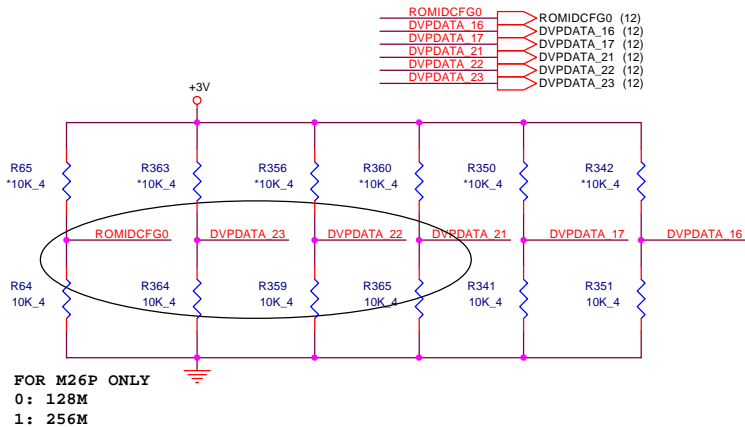 ROMIDCFG0 ROMIDCFG0 (12)
DVPDATA_16 DVPDATA_16 (12)
DVPDATA_17 DVPDATA_17 (12)
DVPDATA_21 DVPDATA_21 (12)
DVPDATA_22 DVPDATA_22 (12)
DVPDATA_23 DVPDATA_23 (12)
+3V
R65 R363 R356 R360 R350 R342
*10K_4 *10K_4 *10K_4 *10K_4 *10K_4 *10K_4
ROMIDCFG0 DVPDATA_23 DVPDATA_22 DVPDATA_21 DVPDATA_17 DVPDATA_16
R64 R364 R359 R365 R341 R351
10K_4 10K_4 10K_4 10K_4 10K_4 10K_4
FOR M26P ONLY
0: 128M
1: 256M